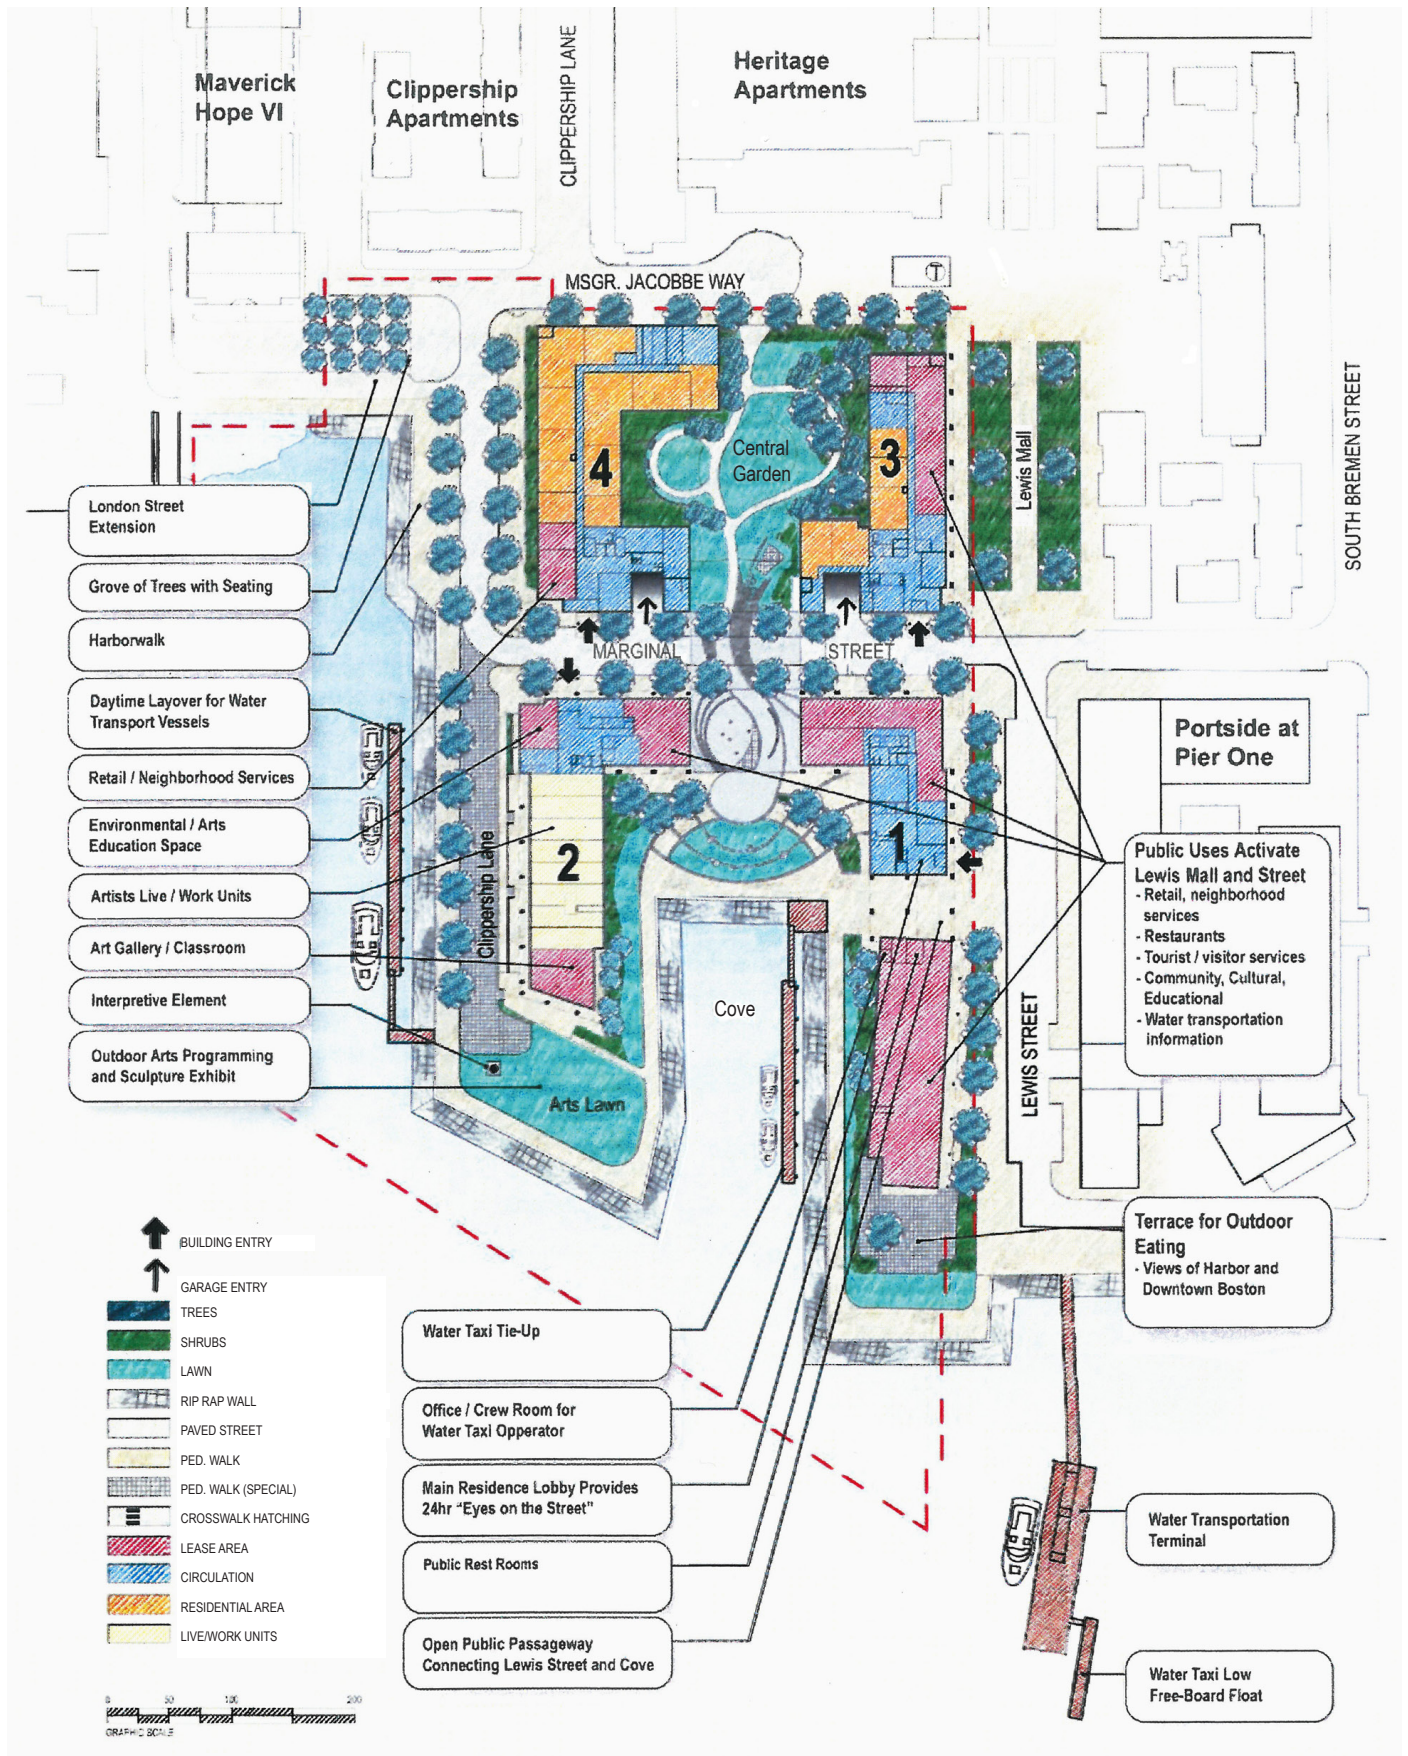 Maverick
Hope VI
Clippership
Apartments
CLIPPERSHIP LANE
Heritage
Apartments
MSGR. JACOBBE WAY
T
SOUTH BREMEN STREET
Lewis Mall
Central
Garden
4
3
MARGINAL STREET
London Street
Extension
Grove of Trees with Seating
Harborwalk
Daytime Layover for Water
Transport Vessels
Retail / Neighborhood Services
Environmental / Arts
Education Space
Artists Live / Work Units
Art Gallery / Classroom
Interpretive Element
Outdoor Arts Programming
and Sculpture Exhibit
Clippership Lane
2
1
Cove
Arts Lawn
LEWIS STREET
Portside at
Pier One
Public Uses Activate
Lewis Mall and Street
- Retail, neighborhood
services
- Restaurants
- Tourist / visitor services
- Community, Cultural,
Educational
- Water transportation
information
Terrace for Outdoor
Eating
- Views of Harbor and
Downtown Boston
BUILDING ENTRY
GARAGE ENTRY
TREES
SHRUBS
LAWN
RIP RAP WALL
PAVED STREET
PED. WALK
PED. WALK (SPECIAL)
CROSSWALK HATCHING
LEASE AREA
CIRCULATION
RESIDENTIAL AREA
LIVE/WORK UNITS
0 50 100 200
GRAPHIC SCALE
Water Taxi Tie-Up
Office / Crew Room for
Water Taxi Opperator
Main Residence Lobby Provides
24hr “Eyes on the Street”
Public Rest Rooms
Open Public Passageway
Connecting Lewis Street and Cove
Water Transportation
Terminal
Water Taxi Low
Free-Board Float